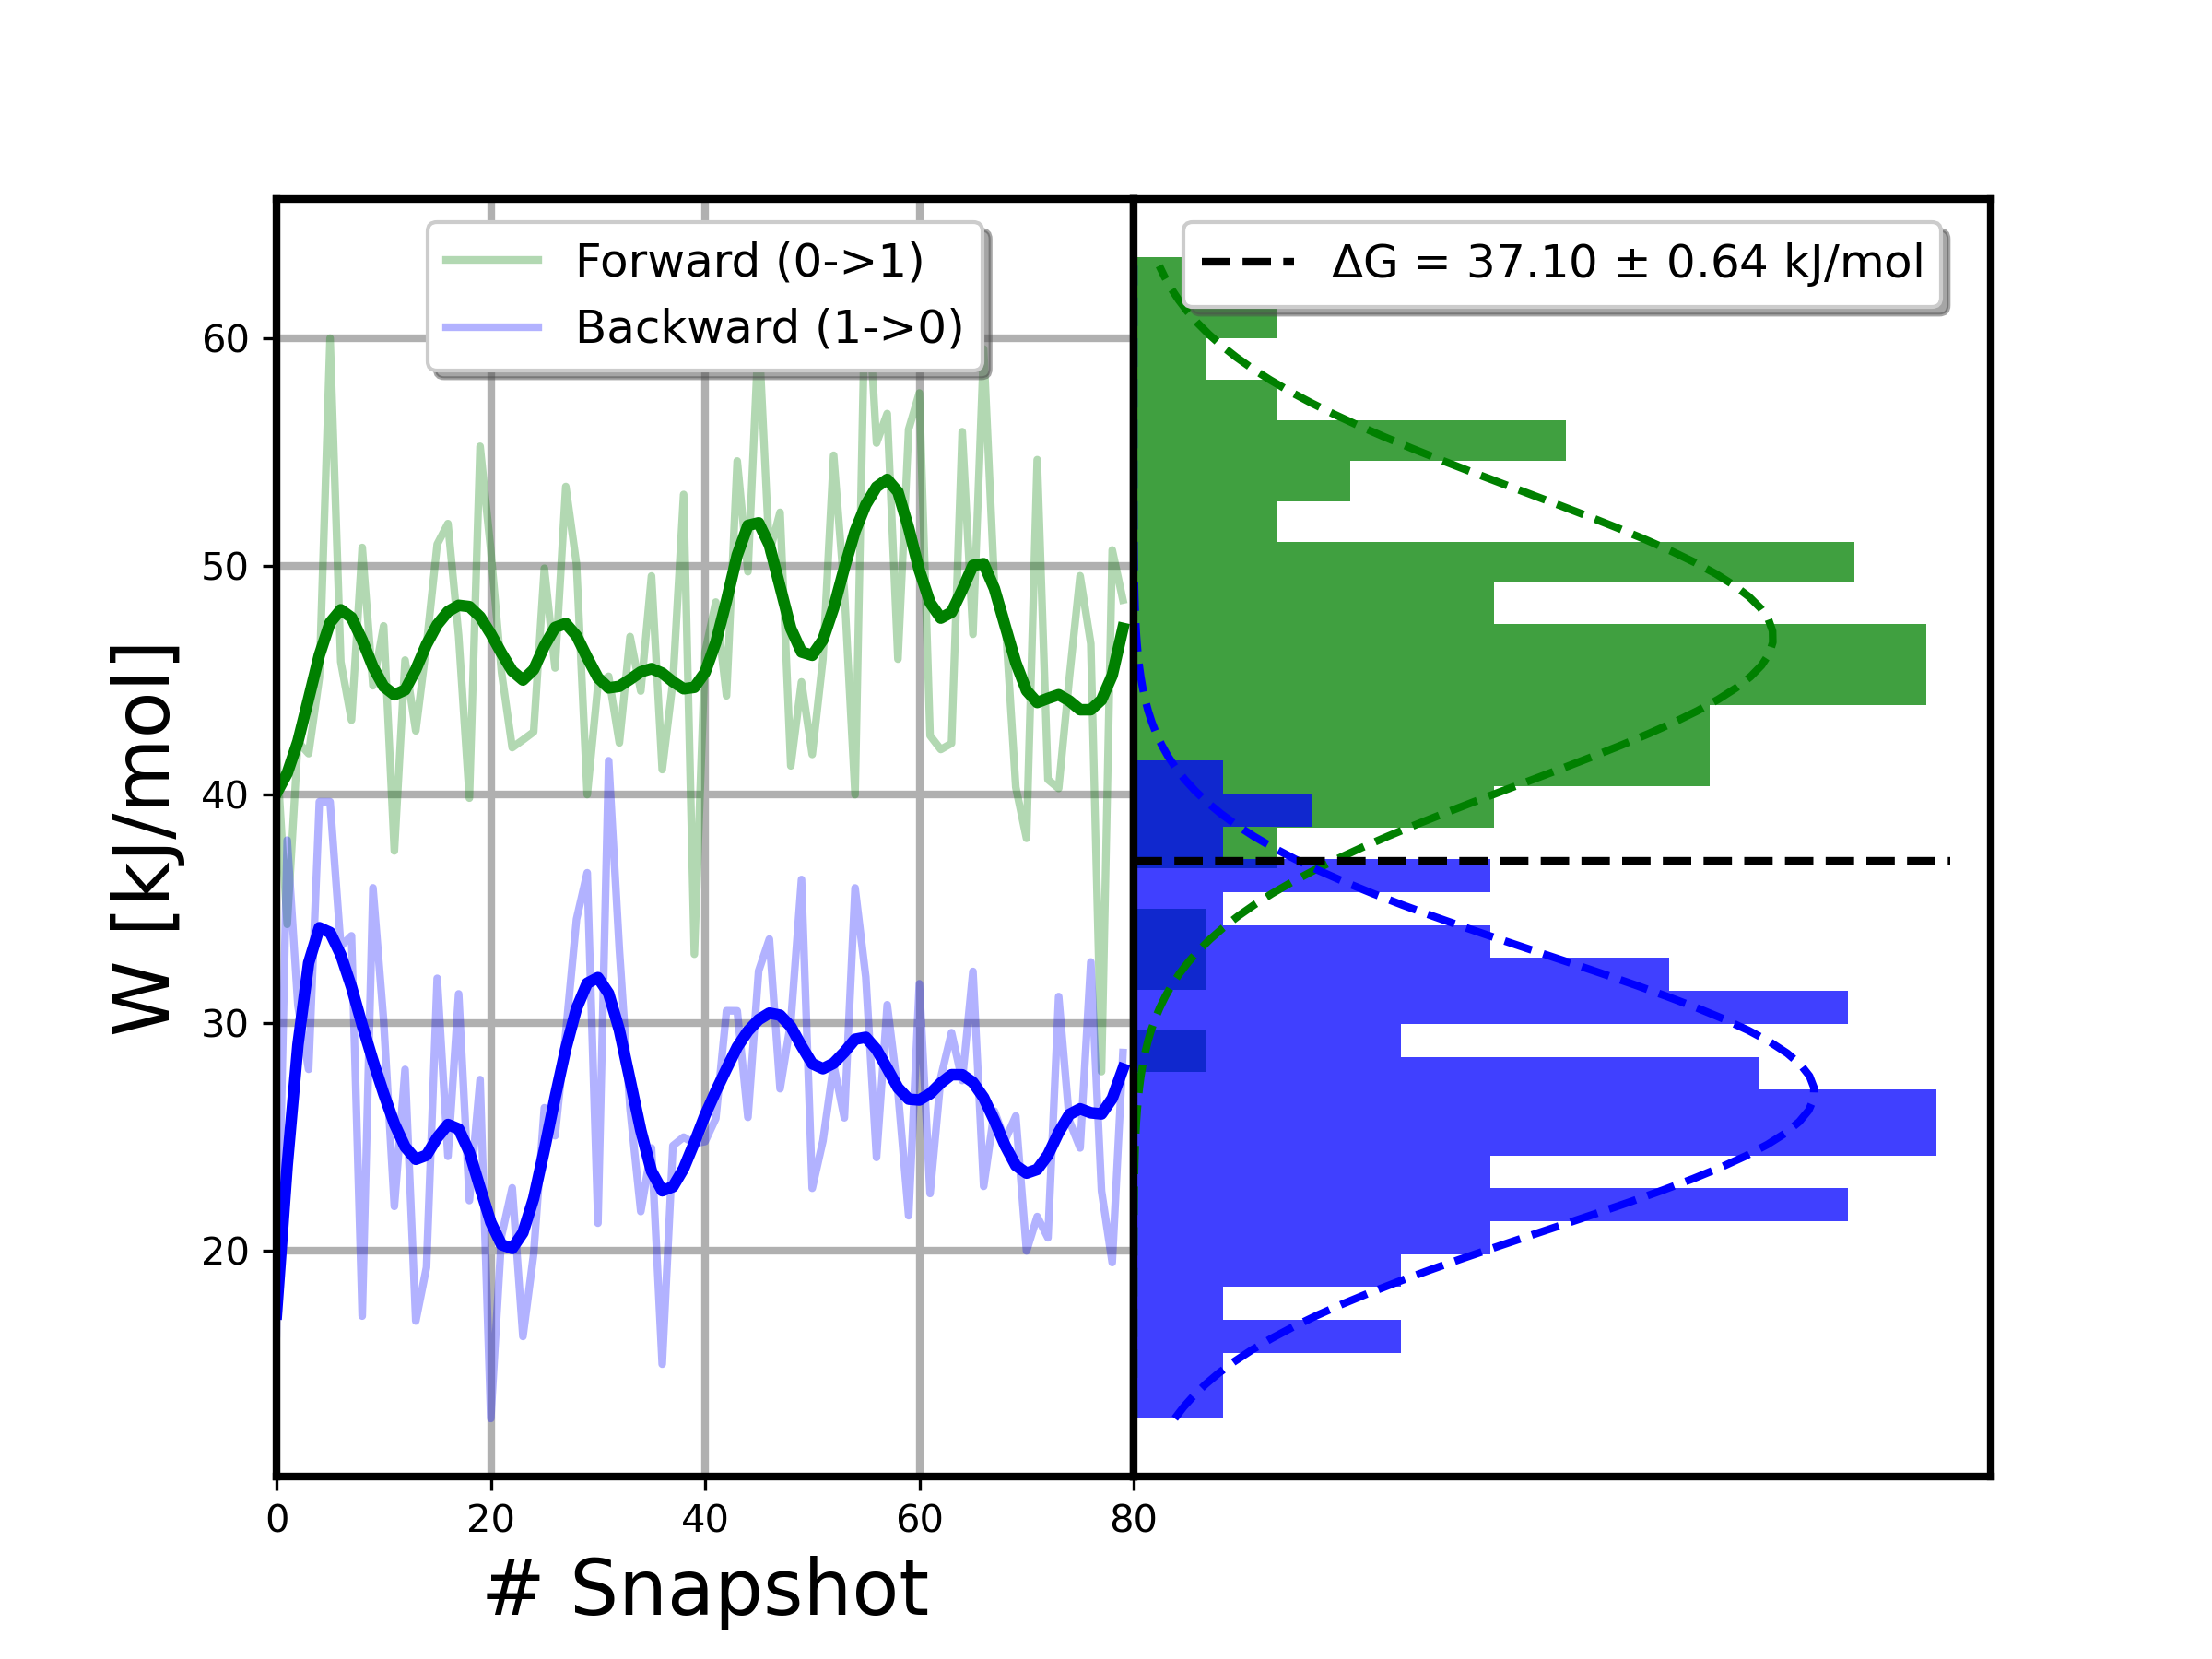 Forward (0->1)
Backward (1->0)
ΔG = 37.10 ± 0.64 kJ/mol
W [kJ/mol]
60
50
40
30
20
0 20 40 60 80
# Snapshot